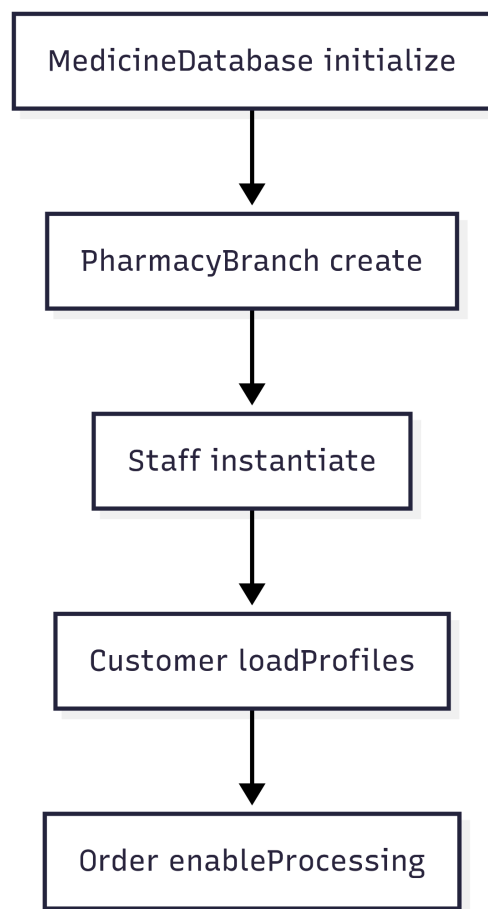 MedicineDatabase initialize
PharmacyBranch create
Staff instantiate
Customer loadProfiles
Order enableProcessing